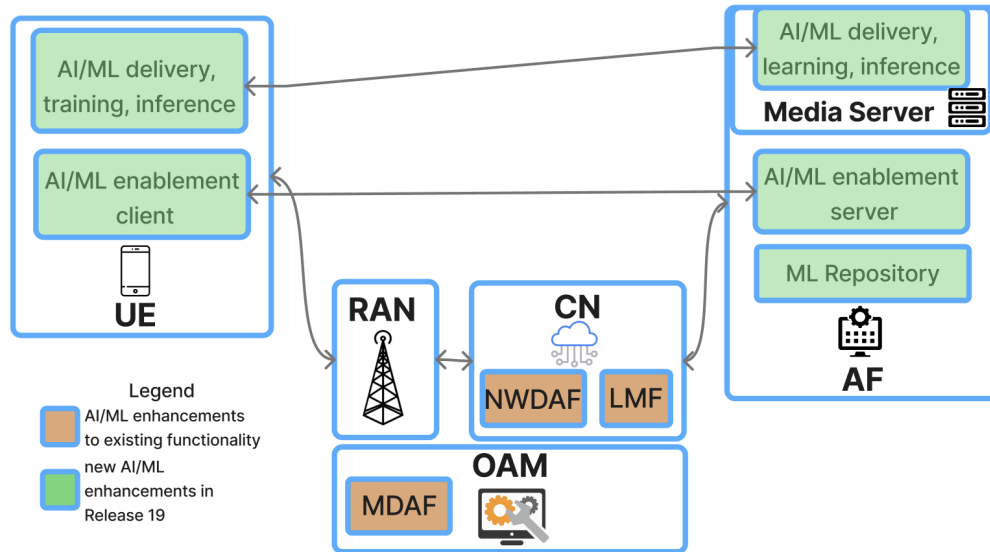 AI/ML delivery,
training, inference
AI/ML enablement
client
UE
AI/ML delivery,
learning, inference
Media Server
AI/ML enablement
server
ML Repository
AF
RAN
CN
NWDAF
LMF
OAM
MDAF
Legend
AI/ML enhancements
to existing functionality
new AI/ML
enhancements in
Release 19